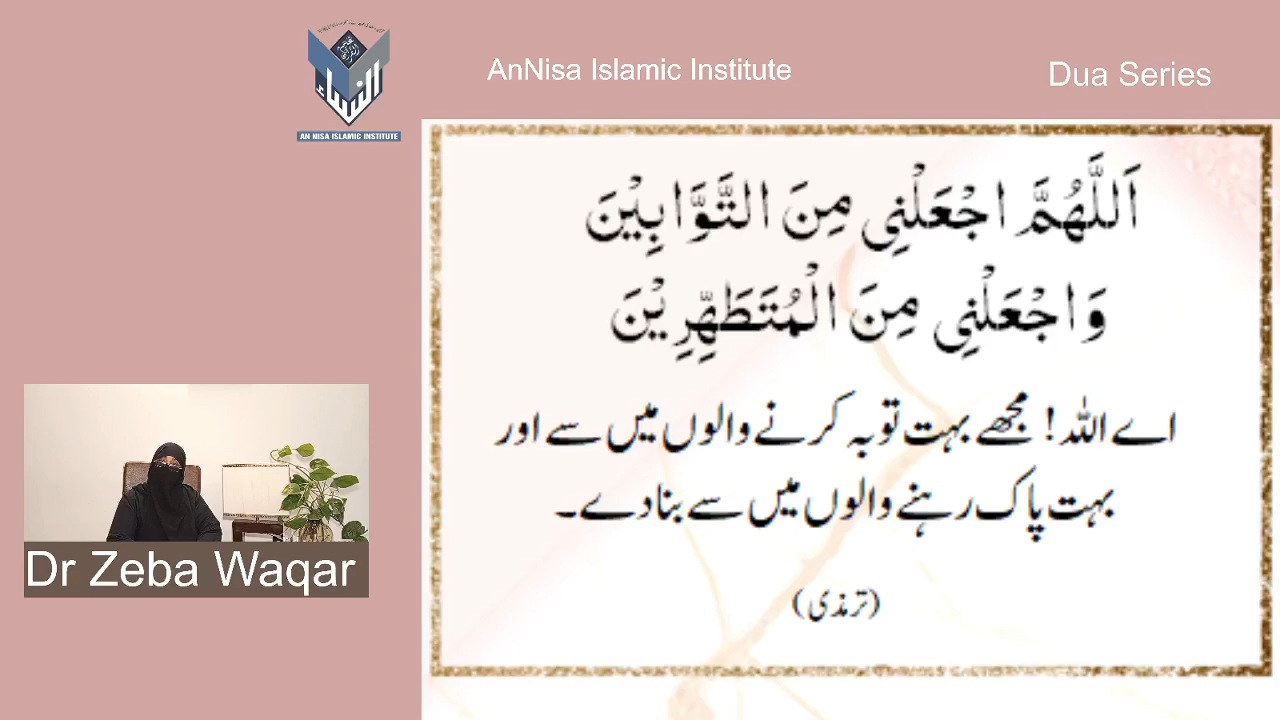 AN NISA ISLAMIC INSTITUTE
AnNisa Islamic Institute
Dua Series
اَللّٰهُمَّ اجْعَلْنِی مِنَ التَّوَّابِیْنَ
وَاجْعَلْنِی مِنَ الْمُتَطَهِّرِیْنَ
اے اللہ! مجھے بہت توبہ کرنے والوں میں سے اور
بہت پاک رہنے والوں میں سے بنا دے۔
(ترمذی)
Dr Zeba Waqar